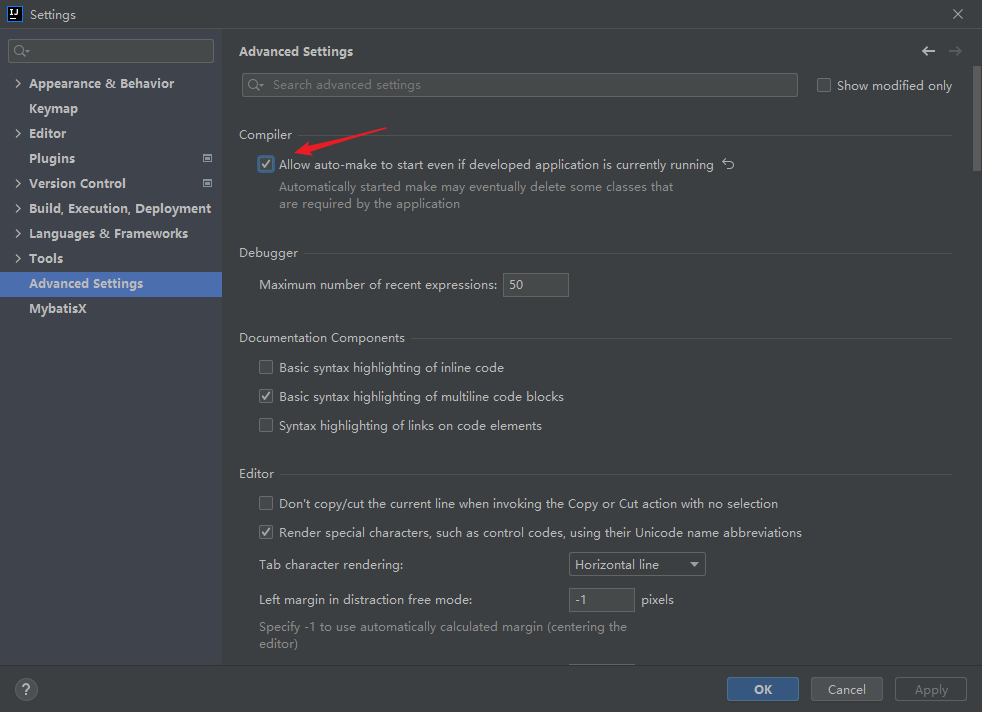 IJ Settings
Appearance & Behavior
Keymap
Editor
Plugins
Version Control
Build, Execution, Deployment
Languages & Frameworks
Tools
Advanced Settings
MybatisX
Advanced Settings
Search advanced settings
Show modified only
Compiler
Allow auto-make to start even if developed application is currently running
Automatically started make may eventually delete some classes that
are required by the application
Debugger
Maximum number of recent expressions: 50
Documentation Components
Basic syntax highlighting of inline code
Basic syntax highlighting of multiline code blocks
Syntax highlighting of links on code elements
Editor
Don't copy/cut the current line when invoking the Copy or Cut action with no selection
Render special characters, such as control codes, using their Unicode name abbreviations
Tab character rendering: Horizontal line
Left margin in distraction free mode: -1 pixels
Specify -1 to use automatically calculated margin (centering the
editor)
? OK Cancel Apply